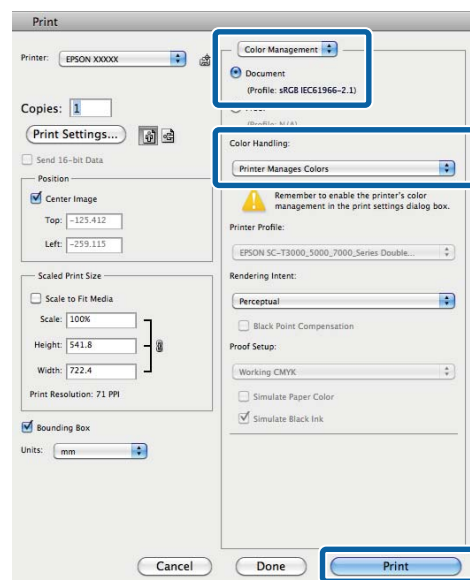 Print
Printer: EPSON XXXXX
Copies: 1
Print Settings...
Send 16-bit Data
Position
Center Image
Top: -125.412
Left: -259.115
Scaled Print Size
Scale to Fit Media
Scale: 100%
Height: 541.8
Width: 722.4
Print Resolution: 71 PPI
Bounding Box
Units: mm
Color Management
Document
(Profile: sRGB IEC61966-2.1)
(Profile: N/A)
Color Handling:
Printer Manages Colors
Remember to enable the printer's color
management in the print settings dialog box.
Printer Profile:
EPSON SC-T3000_5000_7000_Series Double...
Rendering Intent:
Perceptual
Black Point Compensation
Proof Setup:
Working CMYK
Simulate Paper Color
Simulate Black Ink
Cancel
Done
Print